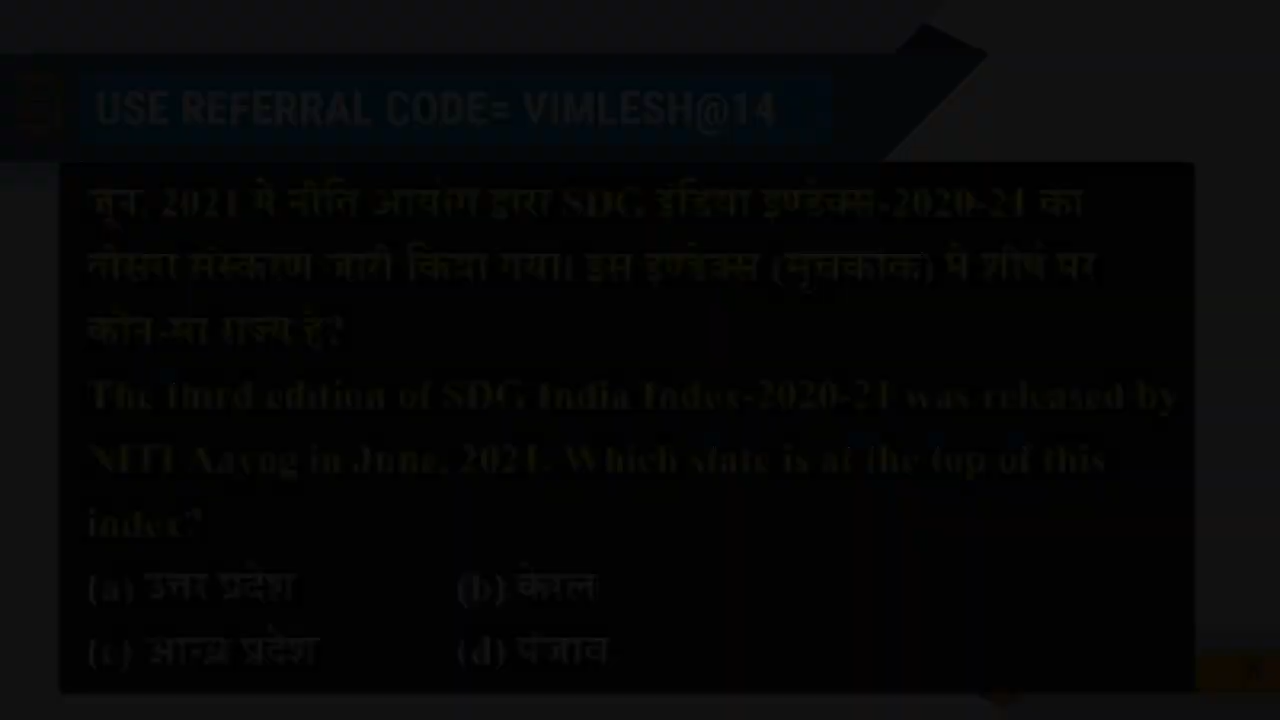 USE REFERRAL CODE= VIMLESH@14
जून, 2021 में नीति आयोग द्वारा SDG इंडिया इण्डेक्स-2020-21 का
तीसरा संस्करण जारी किया गया। इस इण्डेक्स (सूचकांक) में शीर्ष पर
कौन-सा राज्य है?
The third edition of SDG India Index-2020-21 was released by
NITI Aayog in June, 2021. Which state is at the top of this
index?
(a) उत्तर प्रदेश (b) केरल
(c) आन्ध्र प्रदेश (d) पंजाब